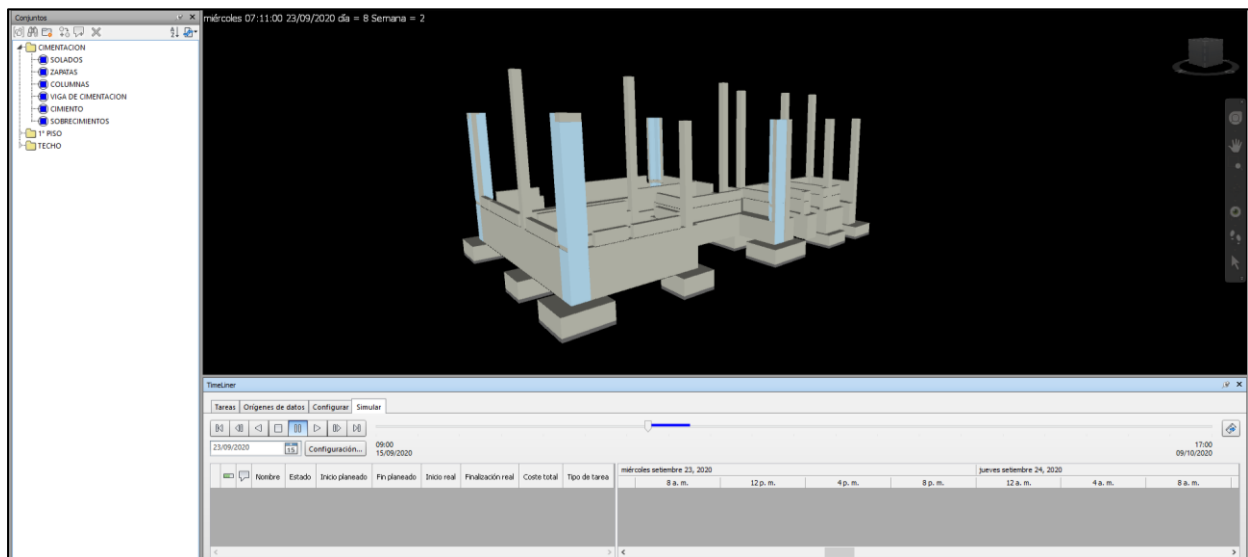 Conjuntos
miércoles 07:11:00 23/09/2020 día = 8 Semana = 2
CIMENTACION
SOLADOS
ZAPATAS
COLUMNAS
VIGA DE CIMENTACION
CIMIENTO
SOBRECIMIENTOS
1° PISO
TECHO
TimeLiner
Tareas Orígenes de datos Configurar Simular
23/09/2020 15 Configuración... 09:00 17:00
15/09/2020 09/10/2020
Nombre Estado Inicio planeado Fin planeado Inicio real Finalización real Coste total Tipo de tarea
miércoles setiembre 23, 2020 jueves setiembre 24, 2020
8 a. m. 12 p. m. 4 p. m. 8 p. m. 12 a. m. 4 a. m. 8 a. m.